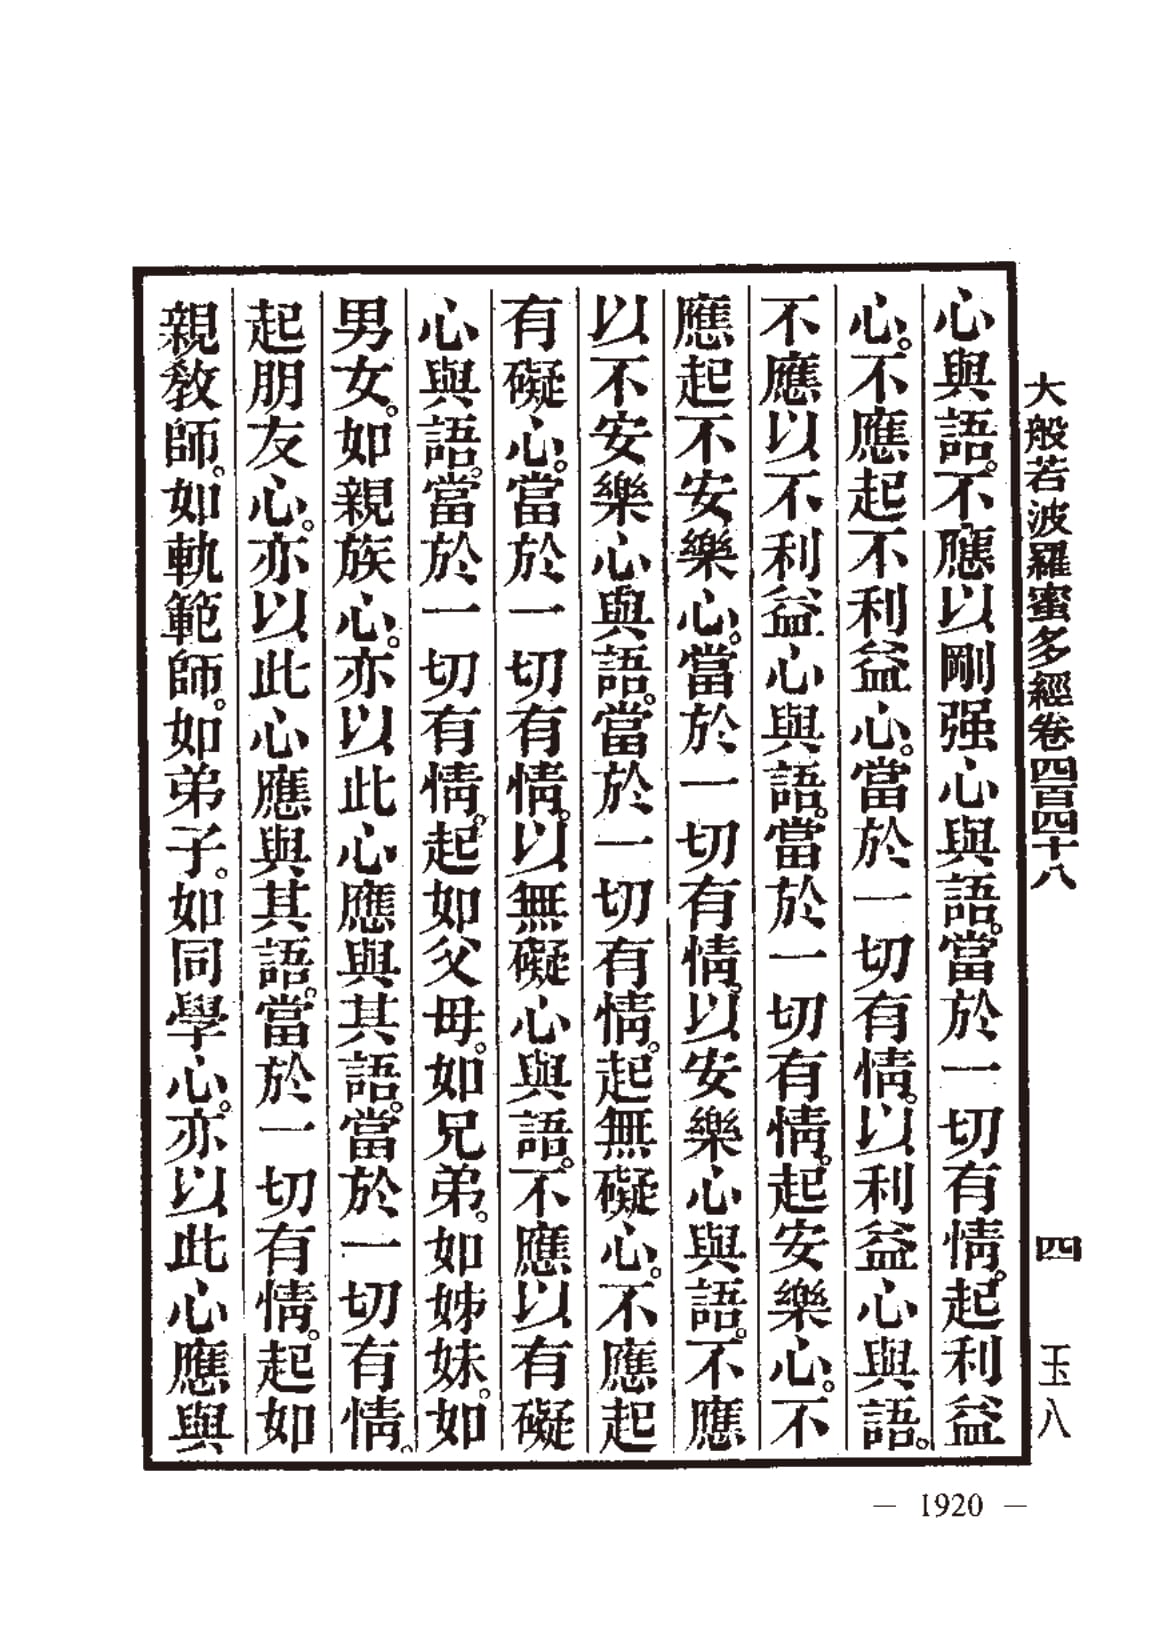 大般若波羅蜜多經卷四百四十八 四 玉八
心與語。不應以剛强心與語。當於一切有情。起利益
心。不應起不利益心。當於一切有情。以利益心與語。
不應以不利益心與語。當於一切有情。起安樂心。不
應起不安樂心。當於一切有情。以安樂心與語。不應
以不安樂心與語。當於一切有情。起無礙心。不應起
有礙心。當於一切有情。以無礙心與語。不應以有礙
心與語。當於一切有情。起如父母。如兄弟。如姊妹。如
男女。如親族心。亦以此心應與其語。當於一切有情。
起朋友心。亦以此心應與其語。當於一切有情。起如
親教師。如軌範師。如弟子。如同學心。亦以此心應與
— 1920 —